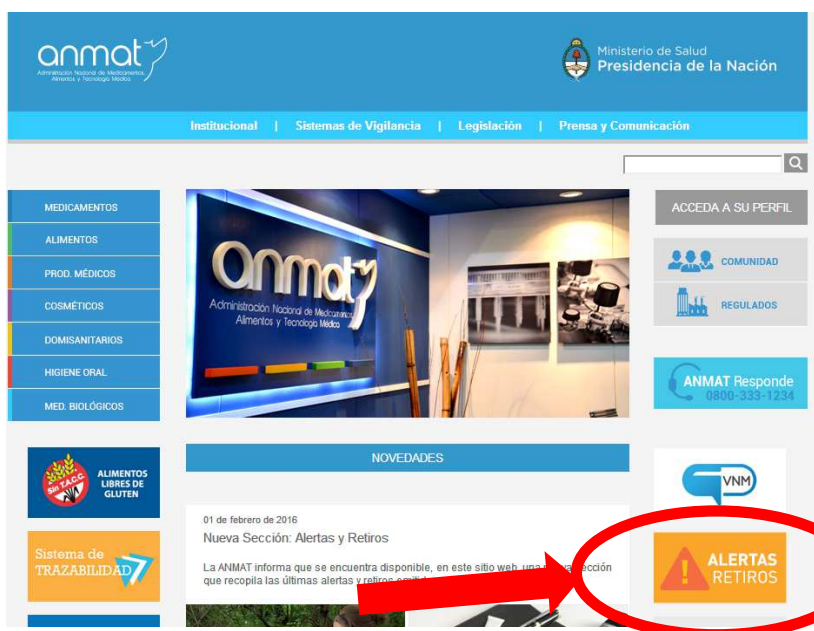 anmat
Administración Nacional de Medicamentos,
Alimentos y Tecnología Médica
Ministerio de Salud
Presidencia de la Nación
Institucional | Sistemas de Vigilancia | Legislación | Prensa y Comunicación
MEDICAMENTOS
ALIMENTOS
PROD. MÉDICOS
COSMÉTICOS
DOMISANITARIOS
HIGIENE ORAL
MED. BIOLÓGICOS
anmat
Administración Nacional de Medicamentos,
Alimentos y Tecnología Médica
ACCEDA A SU PERFIL
COMUNIDAD
REGULADOS
ANMAT Responde
0800-333-1234
Sin T.A.C.C.
ALIMENTOS
LIBRES DE
GLUTEN
Sistema de
TRAZABILIDAD
NOVEDADES
01 de febrero de 2016
Nueva Sección: Alertas y Retiros
La ANMAT informa que se encuentra disponible, en este sitio web, una
que recopila las últimas alertas y retiros
VNM
ALERTAS
RETIROS